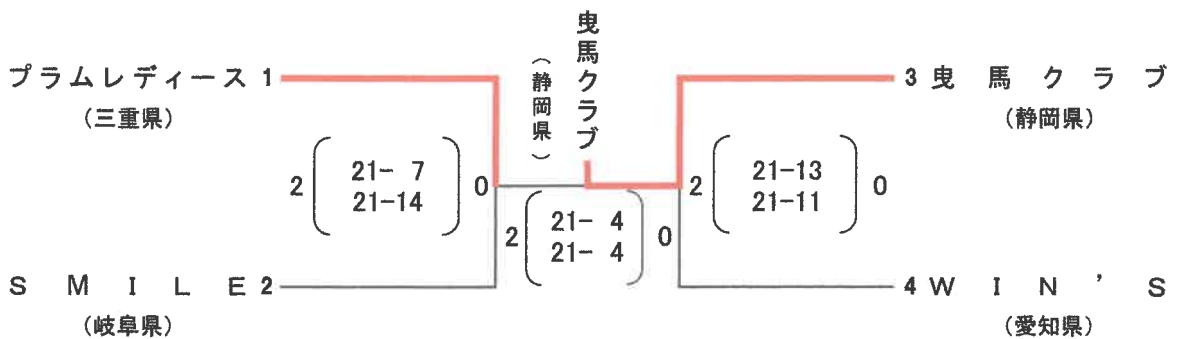 曳馬クラブ
（静岡県）
プラムレディース 1
（三重県）
3 曳馬クラブ
（静岡県）
2 21- 7 0
21-14
2 21-13 0
21-11
2 21- 4 0
21- 4
SMILE 2
（岐阜県）
4 WIN'S
（愛知県）